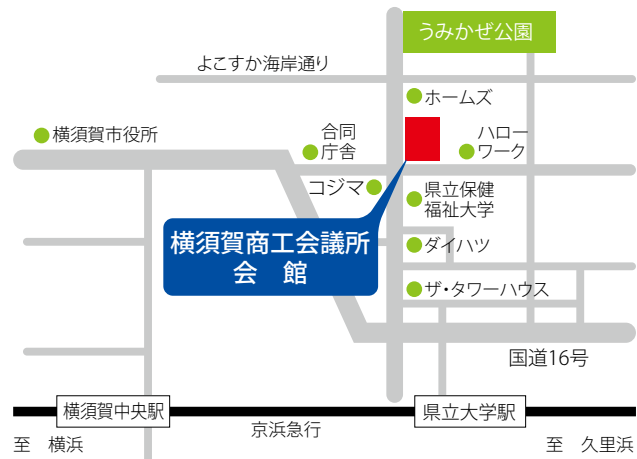 うみかぜ公園
よこすか海岸通り
ホームズ
横須賀市役所
合同
庁舎
ハロー
ワーク
コジマ
県立保健
福祉大学
横須賀商工会議所
会 館
ダイハツ
ザ・タワーハウス
国道16号
横須賀中央駅
県立大学駅
京浜急行
至 横浜
至 久里浜